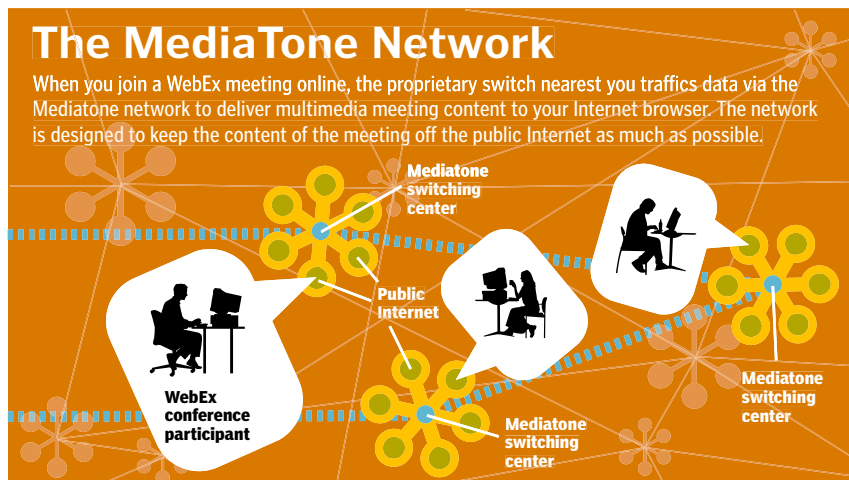 The MediaTone Network
When you join a WebEx meeting online, the proprietary switch nearest you traffics data via the
Mediatone network to deliver multimedia meeting content to your Internet browser. The network
is designed to keep the content of the meeting off the public Internet as much as possible.
Mediatone
switching
center
Public
Internet
WebEx
conference
participant
Mediatone
switching
center
Mediatone
switching
center